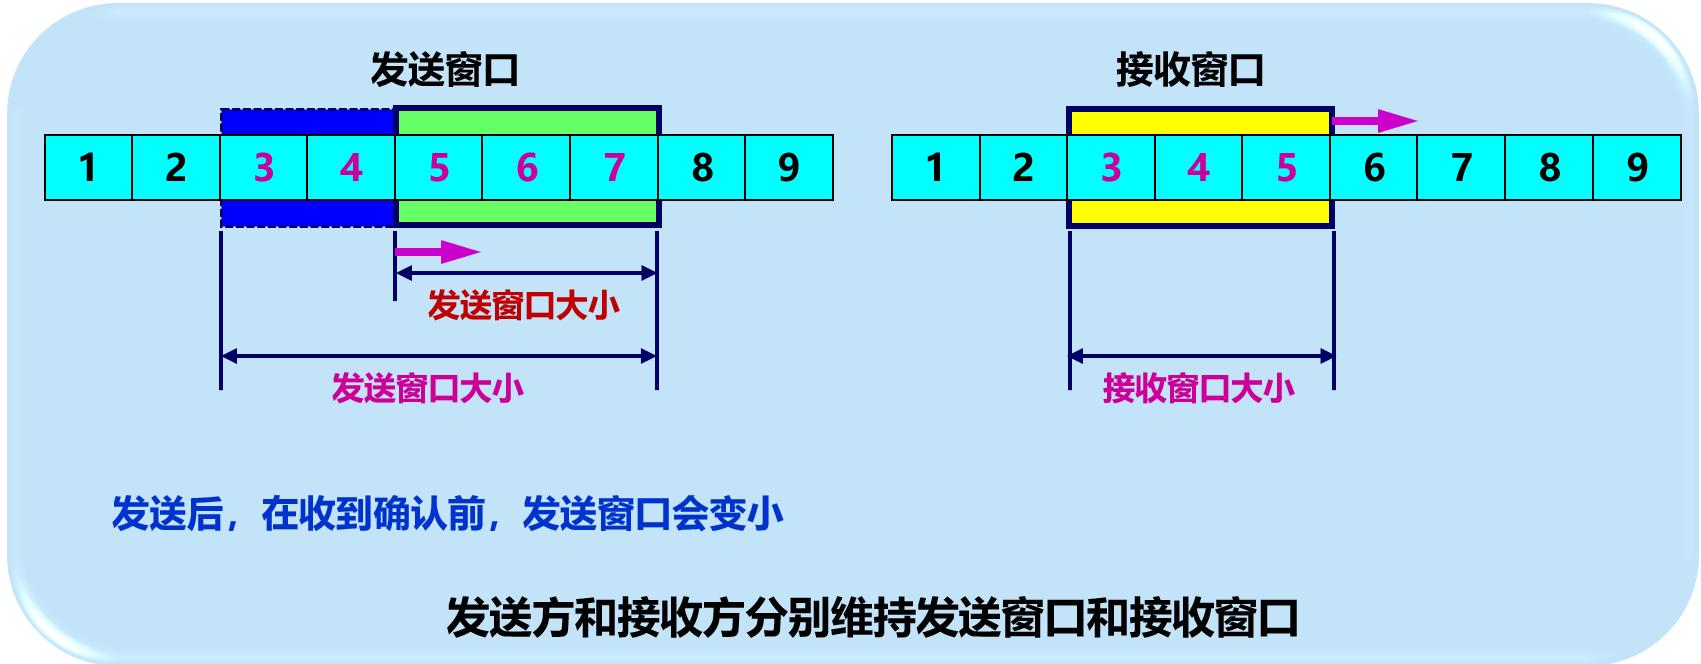 发送窗口
接收窗口
1 2 3 4 5 6 7 8 9
1 2 3 4 5 6 7 8 9
发送窗口大小
发送窗口大小
接收窗口大小
发送后，在收到确认前，发送窗口会变小
发送方和接收方分别维持发送窗口和接收窗口